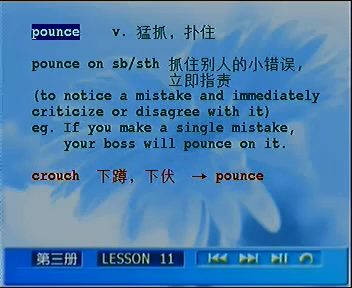 pounce v. 猛抓，扑住
pounce on sb/sth 抓住别人的小错误，
立即指责
(to notice a mistake and immediately
criticize or disagree with it)
eg. If you make a single mistake,
your boss will pounce on it.
crouch 下蹲，下伏 → pounce
第三册 LESSON 11